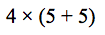 4 × (5 + 5)